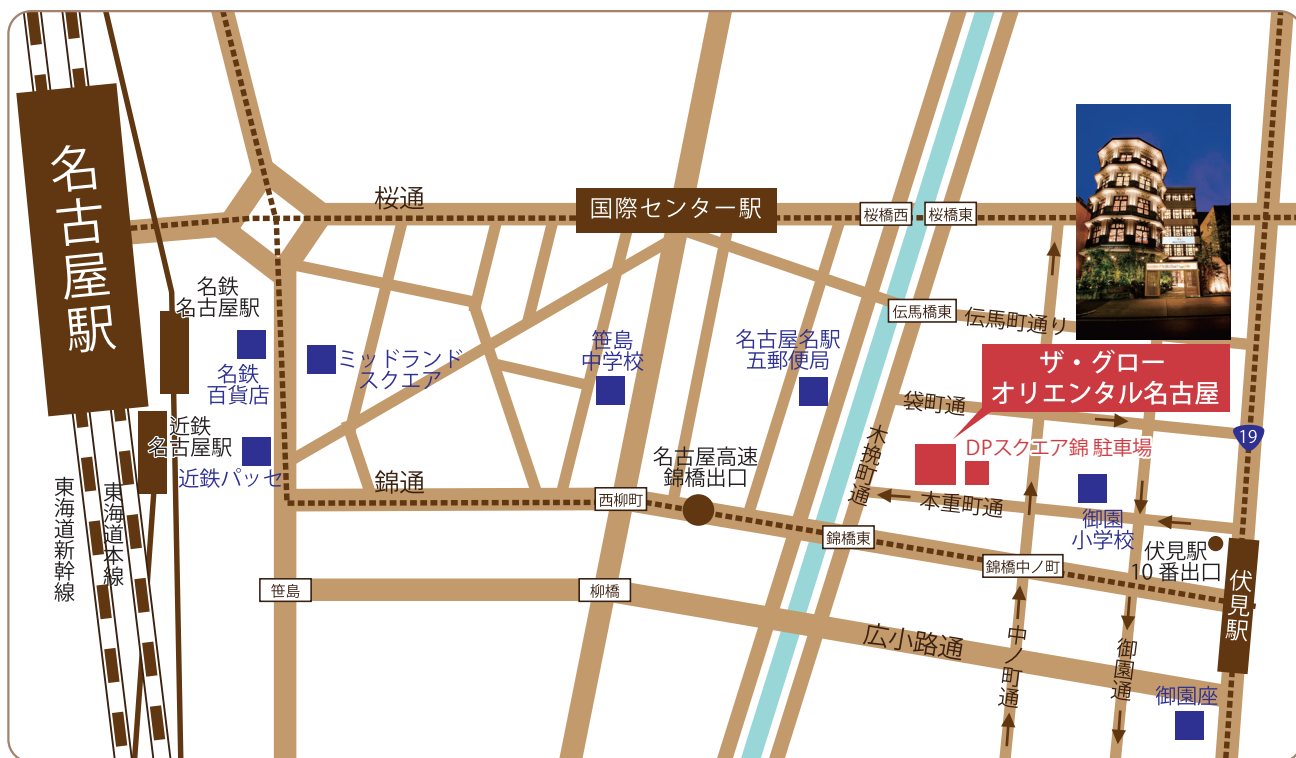 名古屋駅
桜通
国際センター駅
桜橋西
桜橋東
名鉄
名古屋駅
名鉄
百貨店
ミッドランド
スクエア
笹島
中学校
名古屋名駅
五郵便局
伝馬橋東
伝馬町通り
ザ・グロー
オリエンタル名古屋
袋町通
19
近鉄
名古屋駅
近鉄パッセ
錦通
名古屋高速
錦橋出口
西柳町
木挽町通
DPスクエア錦 駐車場
本重町通
御園
小学校
伏見駅
10 番出口
伏見駅
東海道新幹線
東海道本線
錦橋東
錦橋中ノ町
笹島
柳橋
広小路通
中ノ町通
御園通
御園座